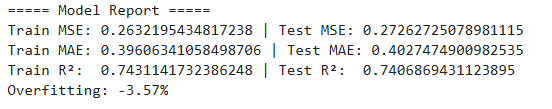 ===== Model Report =====
Train MSE: 0.2632195434817238 | Test MSE: 0.27262725078981115
Train MAE: 0.39606341058498706 | Test MAE: 0.4027474900982535
Train R²:  0.7431141732386248 | Test R²:  0.7406869431123895
Overfitting: -3.57%